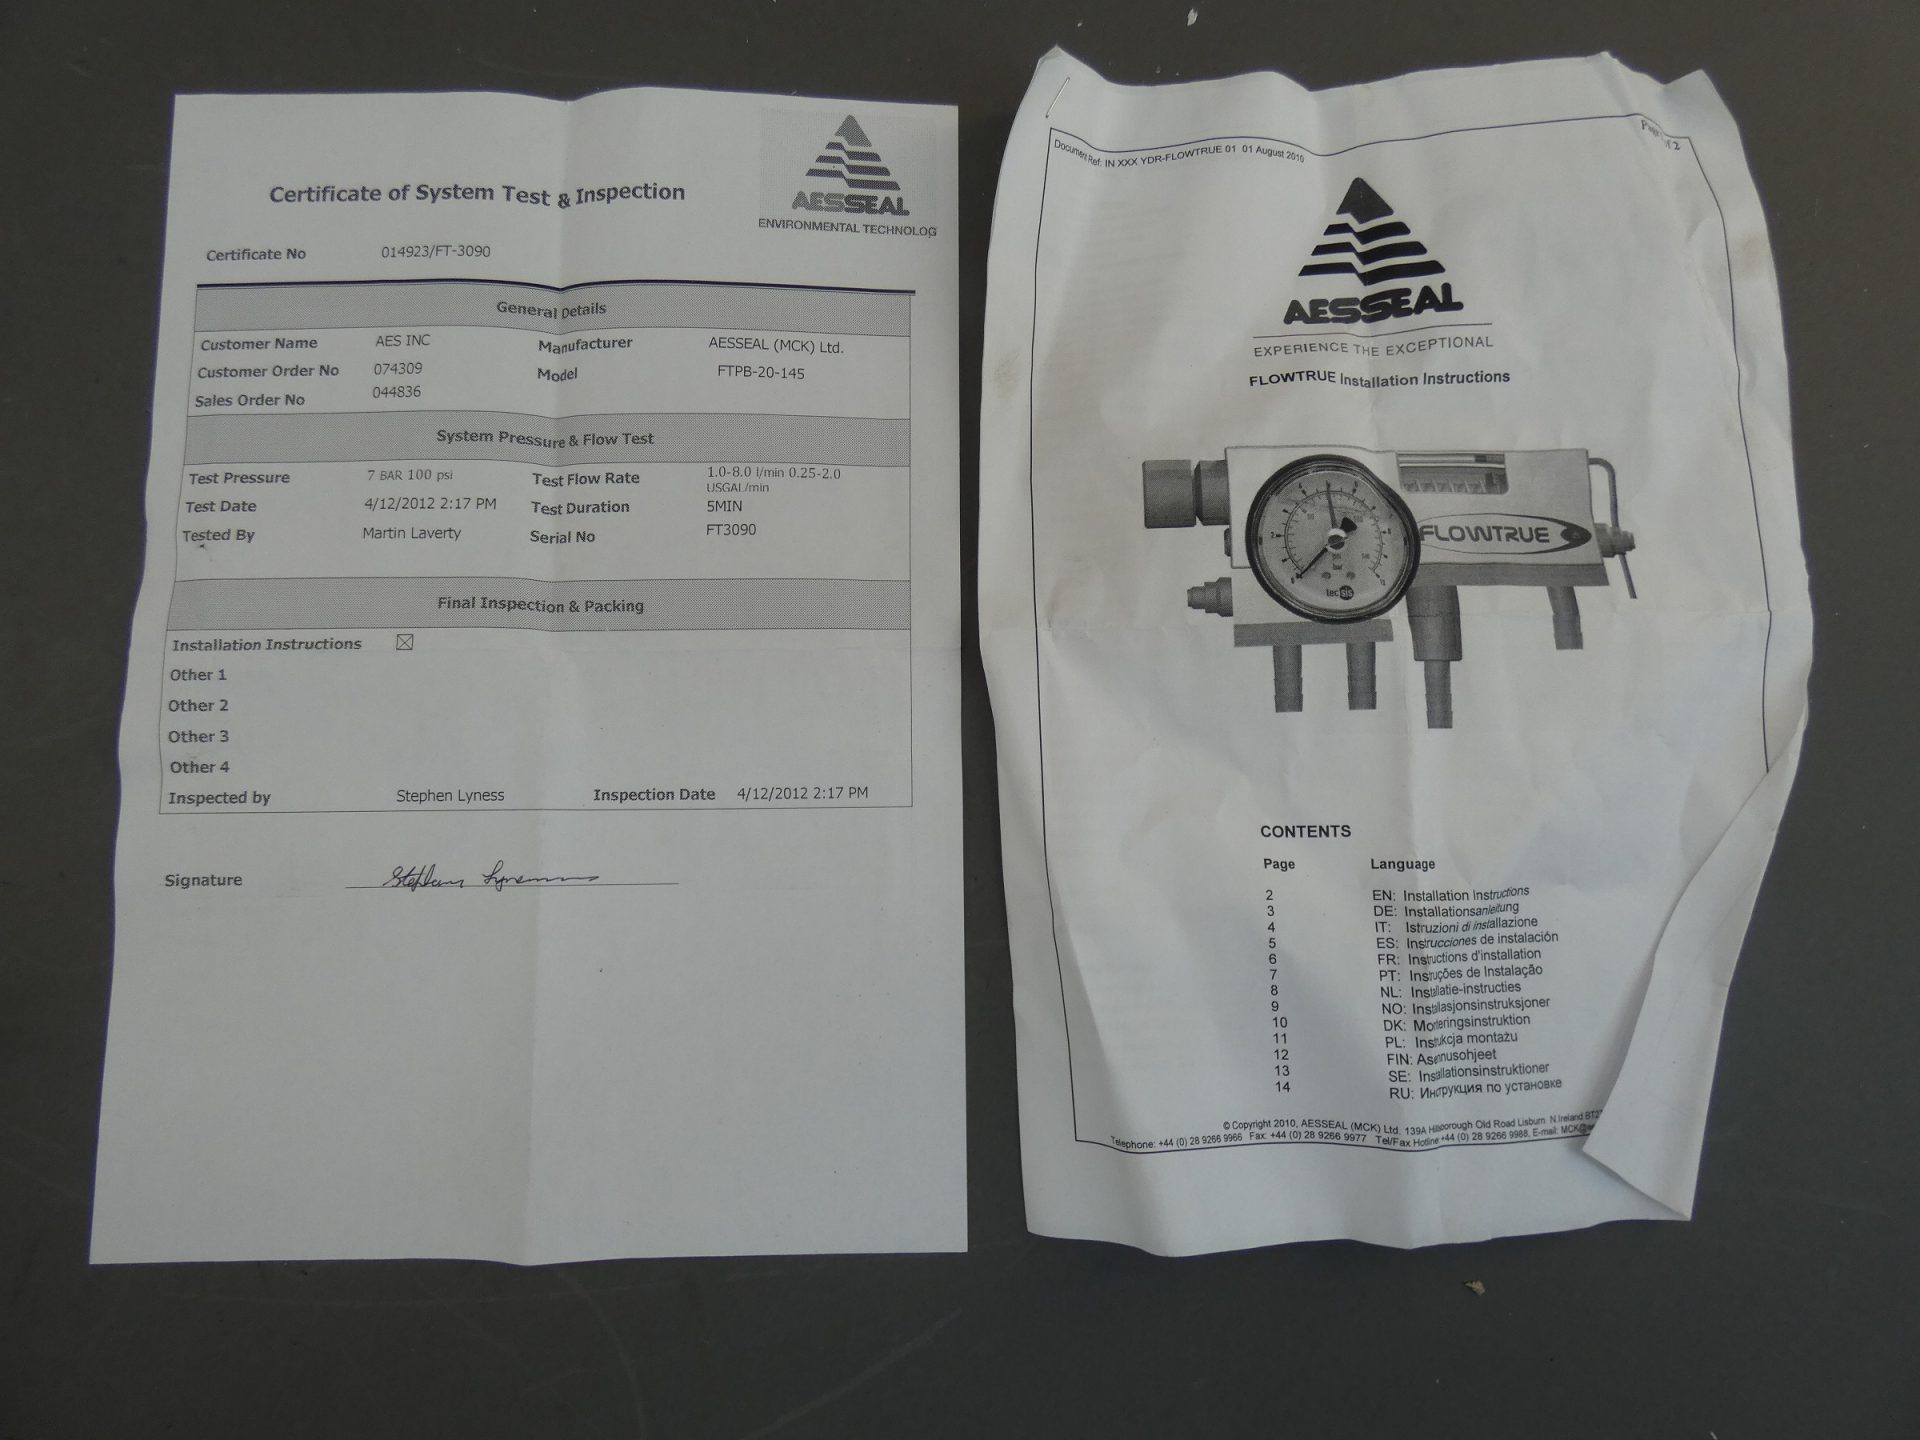 Certificate of System Test & Inspection
AESSEAL
ENVIRONMENTAL TECHNOLOG
Certificate No 014923/FT-3090
General Details
Customer Name AES INC Manufacturer AESSEAL (MCK) Ltd.
Customer Order No 074309 Model FTPB-20-145
Sales Order No 044836
System Pressure & Flow Test
Test Pressure 7 BAR 100 psi Test Flow Rate 1.0-8.0 l/min 0.25-2.0
USGAL/min
Test Date 4/12/2012 2:17 PM Test Duration 5MIN
Tested By Martin Laverty Serial No FT3090
Final Inspection & Packing
Installation Instructions ☒
Other 1
Other 2
Other 3
Other 4
Inspected by Stephen Lyness Inspection Date 4/12/2012 2:17 PM
Signature Stephen Lyness
Document Ref: IN XXX YDR-FLOWTRUE 01 01 August 2010
AESSEAL
EXPERIENCE THE EXCEPTIONAL
FLOWTRUE Installation Instructions
FLOWTRUE
tecsis
CONTENTS
Page Language
2 EN: Installation Instructions
3 DE: Installationsanleitung
4 IT: Istruzioni di installazione
5 ES: Instrucciones de instalación
6 FR: Instructions d'installation
7 PT: Instruções de Instalação
8 NL: Installatie-instructies
9 NO: Installasjonsinstruksjoner
10 DK: Monteringsinstruktion
11 PL: Instrukcja montażu
12 FIN: Asennusohjeet
13 SE: Installationsinstruktioner
14 RU: Инструкция по установке
© Copyright 2010, AESSEAL (MCK) Ltd. 139A Hillsborough Old Road Lisburn N.Ireland
Telephone: +44 (0) 28 9266 9966 Fax: +44 (0) 28 9266 9977 Tel/Fax Hotline +44 (0) 28 9266 9988, E-mail: